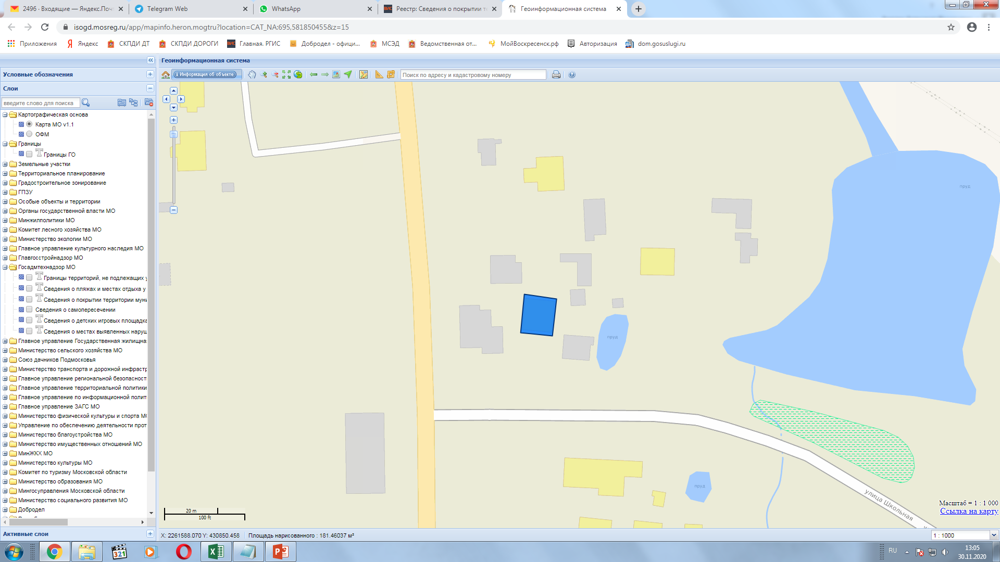 2496 · Входящие — Яндекс.Поч
Telegram Web
WhatsApp
Реестр: Сведения о покрытии т
Геоинформационная система
isogd.mosreg.ru/app/mapinfo.heron.mogtru?location=CAT_NA:695,581850455&z=15
Приложения
Яндекс
СКПДИ ДТ
СКПДИ ДОРОГИ
Главная. РГИС
Добродел - офици...
МСЭД
Ведомственная от...
МойВоскресенск.рф
Авторизация
dom.gosuslugi.ru
Геоинформационная система
Условные обозначения
Информация об объекте
Поиск по адресу и кадастровому номеру
Слои
введите слово для поиска
Картографическая основа
Карта МО v1.1
ОФМ
Границы
Границы ГО
Земельные участки
Территориальное планирование
Градостроительное зонирование
ГПЗУ
Особые объекты и территории
Органы государственной власти МО
Минжилполитики МО
Комитет лесного хозяйства МО
Министерство экологии МО
Главное управление культурного наследия МО
Главгосстройнадзор МО
Госадмтехнадзор МО
Границы территорий, не подлежащих у
Сведения о пляжах и местах отдыха у
Сведения о покрытии территории муни
Сведения о самопересечении
Сведения о детских игровых площадка
Сведения о местах выявленных наруш
Главное управление Государственная жилищна
Министерство сельского хозяйства МО
Союз дачников Подмосковья
Министерство транспорта и дорожной инфрастр
Главное управление региональной безопасност
Главное управление территориальной политики
Главное управление по информационной полит
Главное управление ЗАГС МО
Министерство физической культуры и спорта МО
Управление по обеспечению деятельности прот
Министерство благоустройства МО
Министерство имущественных отношений МО
МинЖКХ МО
Министерство культуры МО
Комитет по туризму Московской области
Министерство образования МО
Мингосуправления Московской области
Министерство социального развития МО
Добродел
Активные слои
пруд
пруд
пруд
улица Школьная
20 m
100 ft
Масштаб = 1 : 1 000
Ссылка на карту
X: 2261588.070 Y: 430850.458
Площадь нарисованного : 181.46037 м²
1 : 1000
321
RU
13:05
30.11.2020